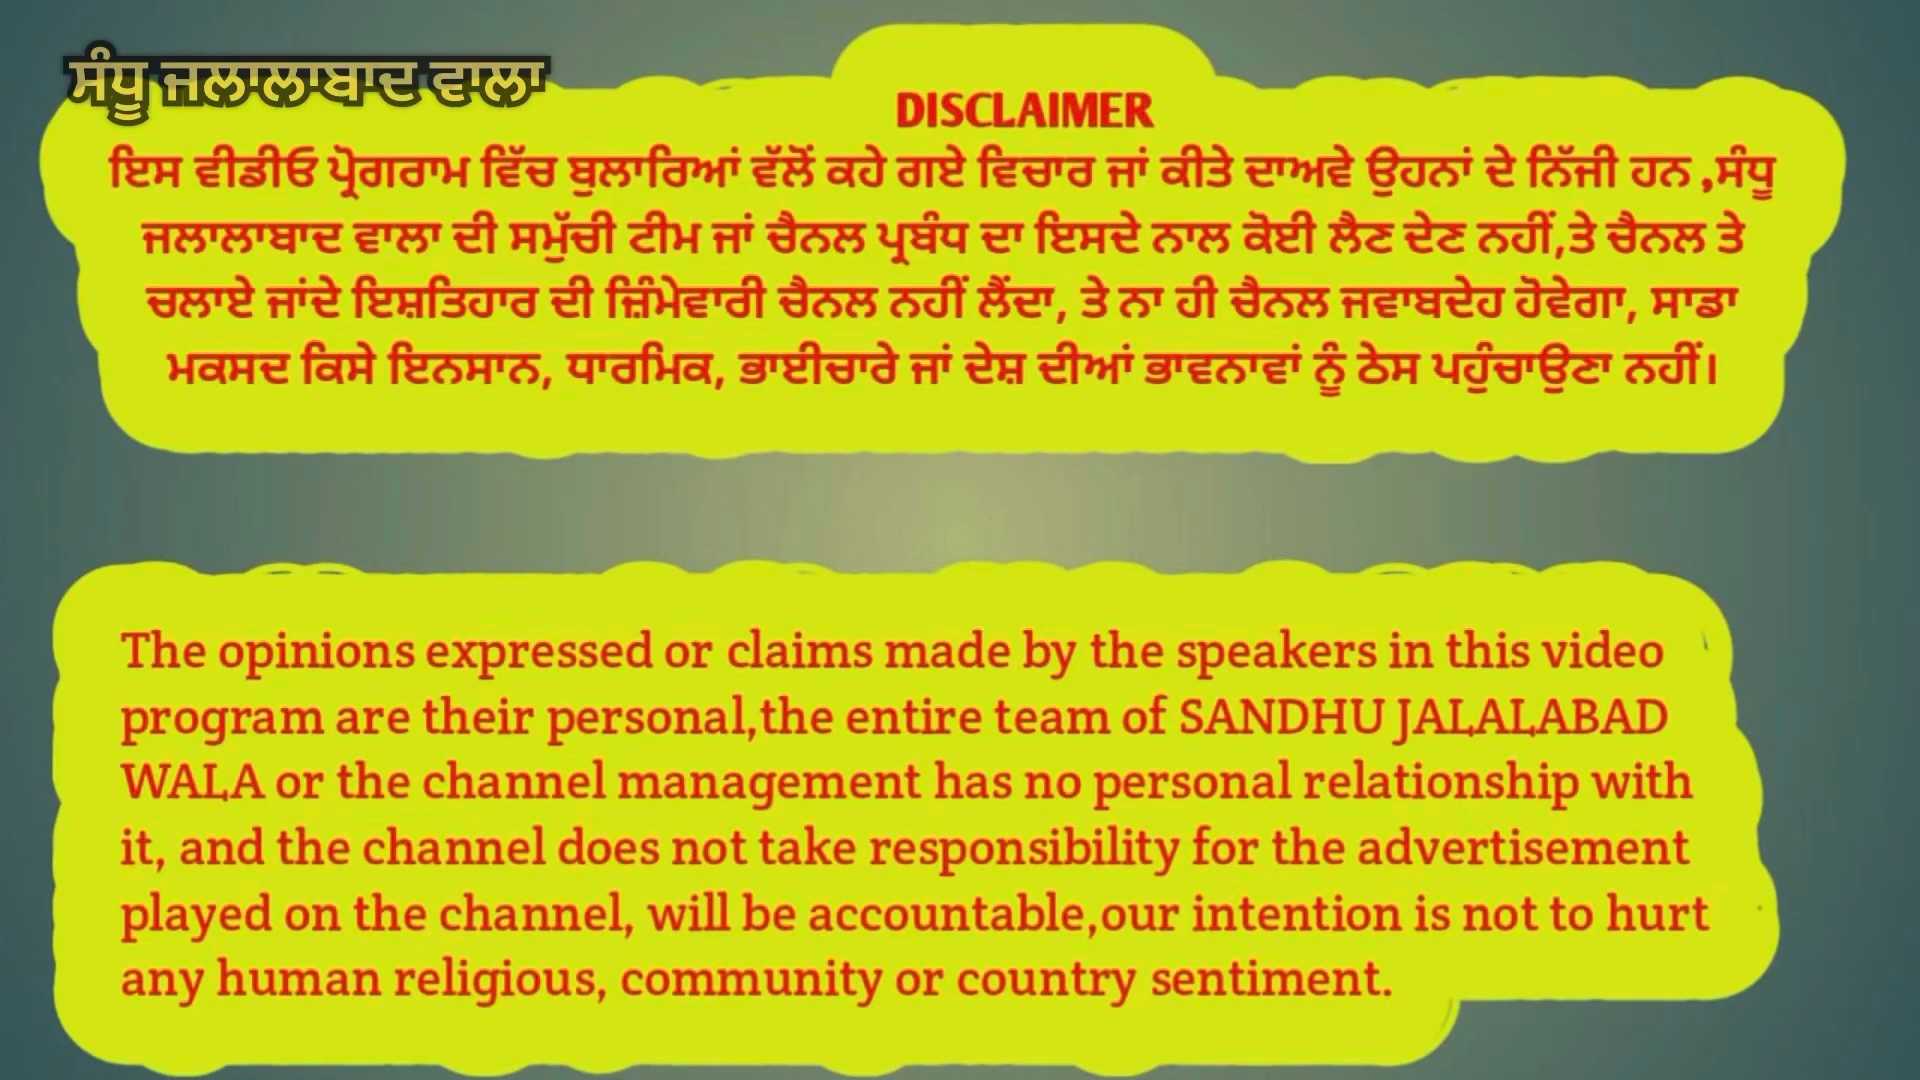 ਸੰਧੂ ਜਲਾਲਾਬਾਦ ਵਾਲਾ
DISCLAIMER
ਇਸ ਵੀਡੀਓ ਪ੍ਰੋਗਰਾਮ ਵਿੱਚ ਬੁਲਾਰਿਆਂ ਵੱਲੋਂ ਕਹੇ ਗਏ ਵਿਚਾਰ ਜਾਂ ਕੀਤੇ ਦਾਅਵੇ ਉਹਨਾਂ ਦੇ ਨਿੱਜੀ ਹਨ ,ਸੰਧੂ
ਜਲਾਲਾਬਾਦ ਵਾਲਾ ਦੀ ਸਮੁੱਚੀ ਟੀਮ ਜਾਂ ਚੈਨਲ ਪ੍ਰਬੰਧ ਦਾ ਇਸਦੇ ਨਾਲ ਕੋਈ ਲੈਣ ਦੇਣ ਨਹੀਂ,ਤੇ ਚੈਨਲ ਤੇ
ਚਲਾਏ ਜਾਂਦੇ ਇਸ਼ਤਿਹਾਰ ਦੀ ਜ਼ਿੰਮੇਵਾਰੀ ਚੈਨਲ ਨਹੀਂ ਲੈਂਦਾ, ਤੇ ਨਾ ਹੀ ਚੈਨਲ ਜਵਾਬਦੇਹ ਹੋਵੇਗਾ, ਸਾਡਾ
ਮਕਸਦ ਕਿਸੇ ਇਨਸਾਨ, ਧਾਰਮਿਕ, ਭਾਈਚਾਰੇ ਜਾਂ ਦੇਸ਼ ਦੀਆਂ ਭਾਵਨਾਵਾਂ ਨੂੰ ਠੇਸ ਪਹੁੰਚਾਉਣਾ ਨਹੀਂ।
The opinions expressed or claims made by the speakers in this video
program are their personal,the entire team of SANDHU JALALABAD
WALA or the channel management has no personal relationship with
it, and the channel does not take responsibility for the advertisement
played on the channel, will be accountable,our intention is not to hurt
any human religious, community or country sentiment.